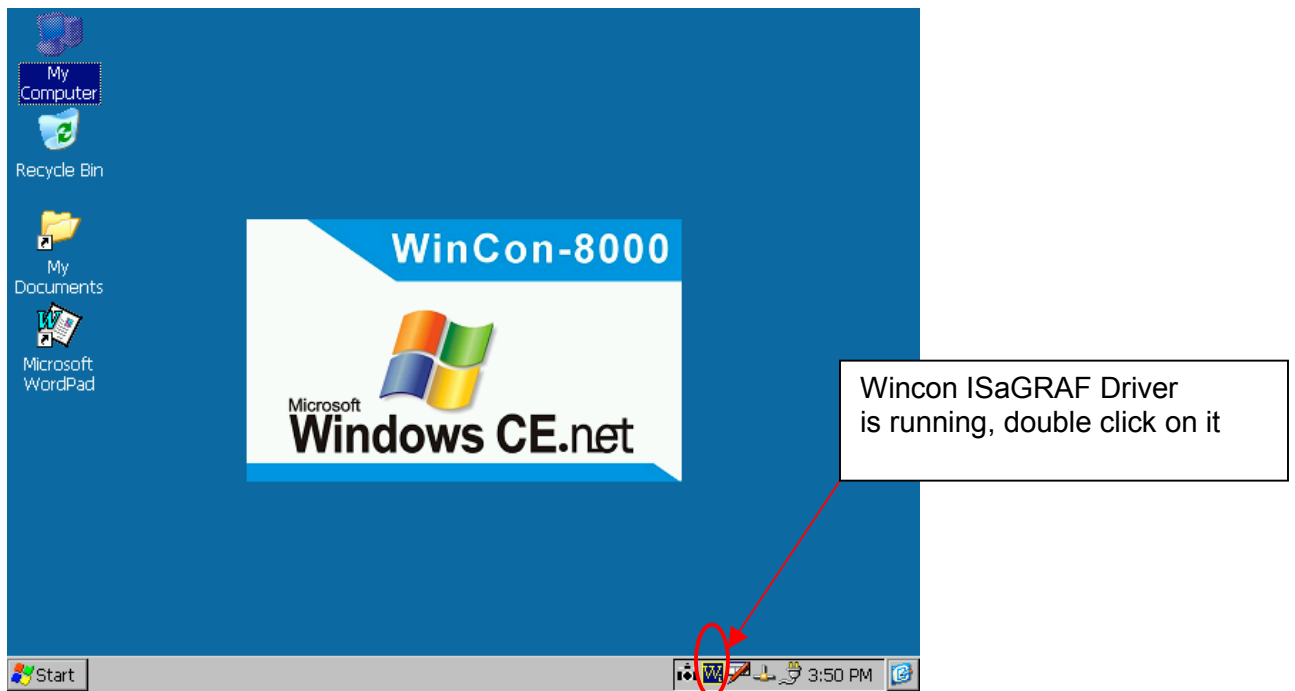 My
Computer
Recycle Bin
My
Documents
Microsoft
WordPad
WinCon-8000
Microsoft
Windows CE.net
Wincon ISaGRAF Driver
is running, double click on it
Start
3:50 PM